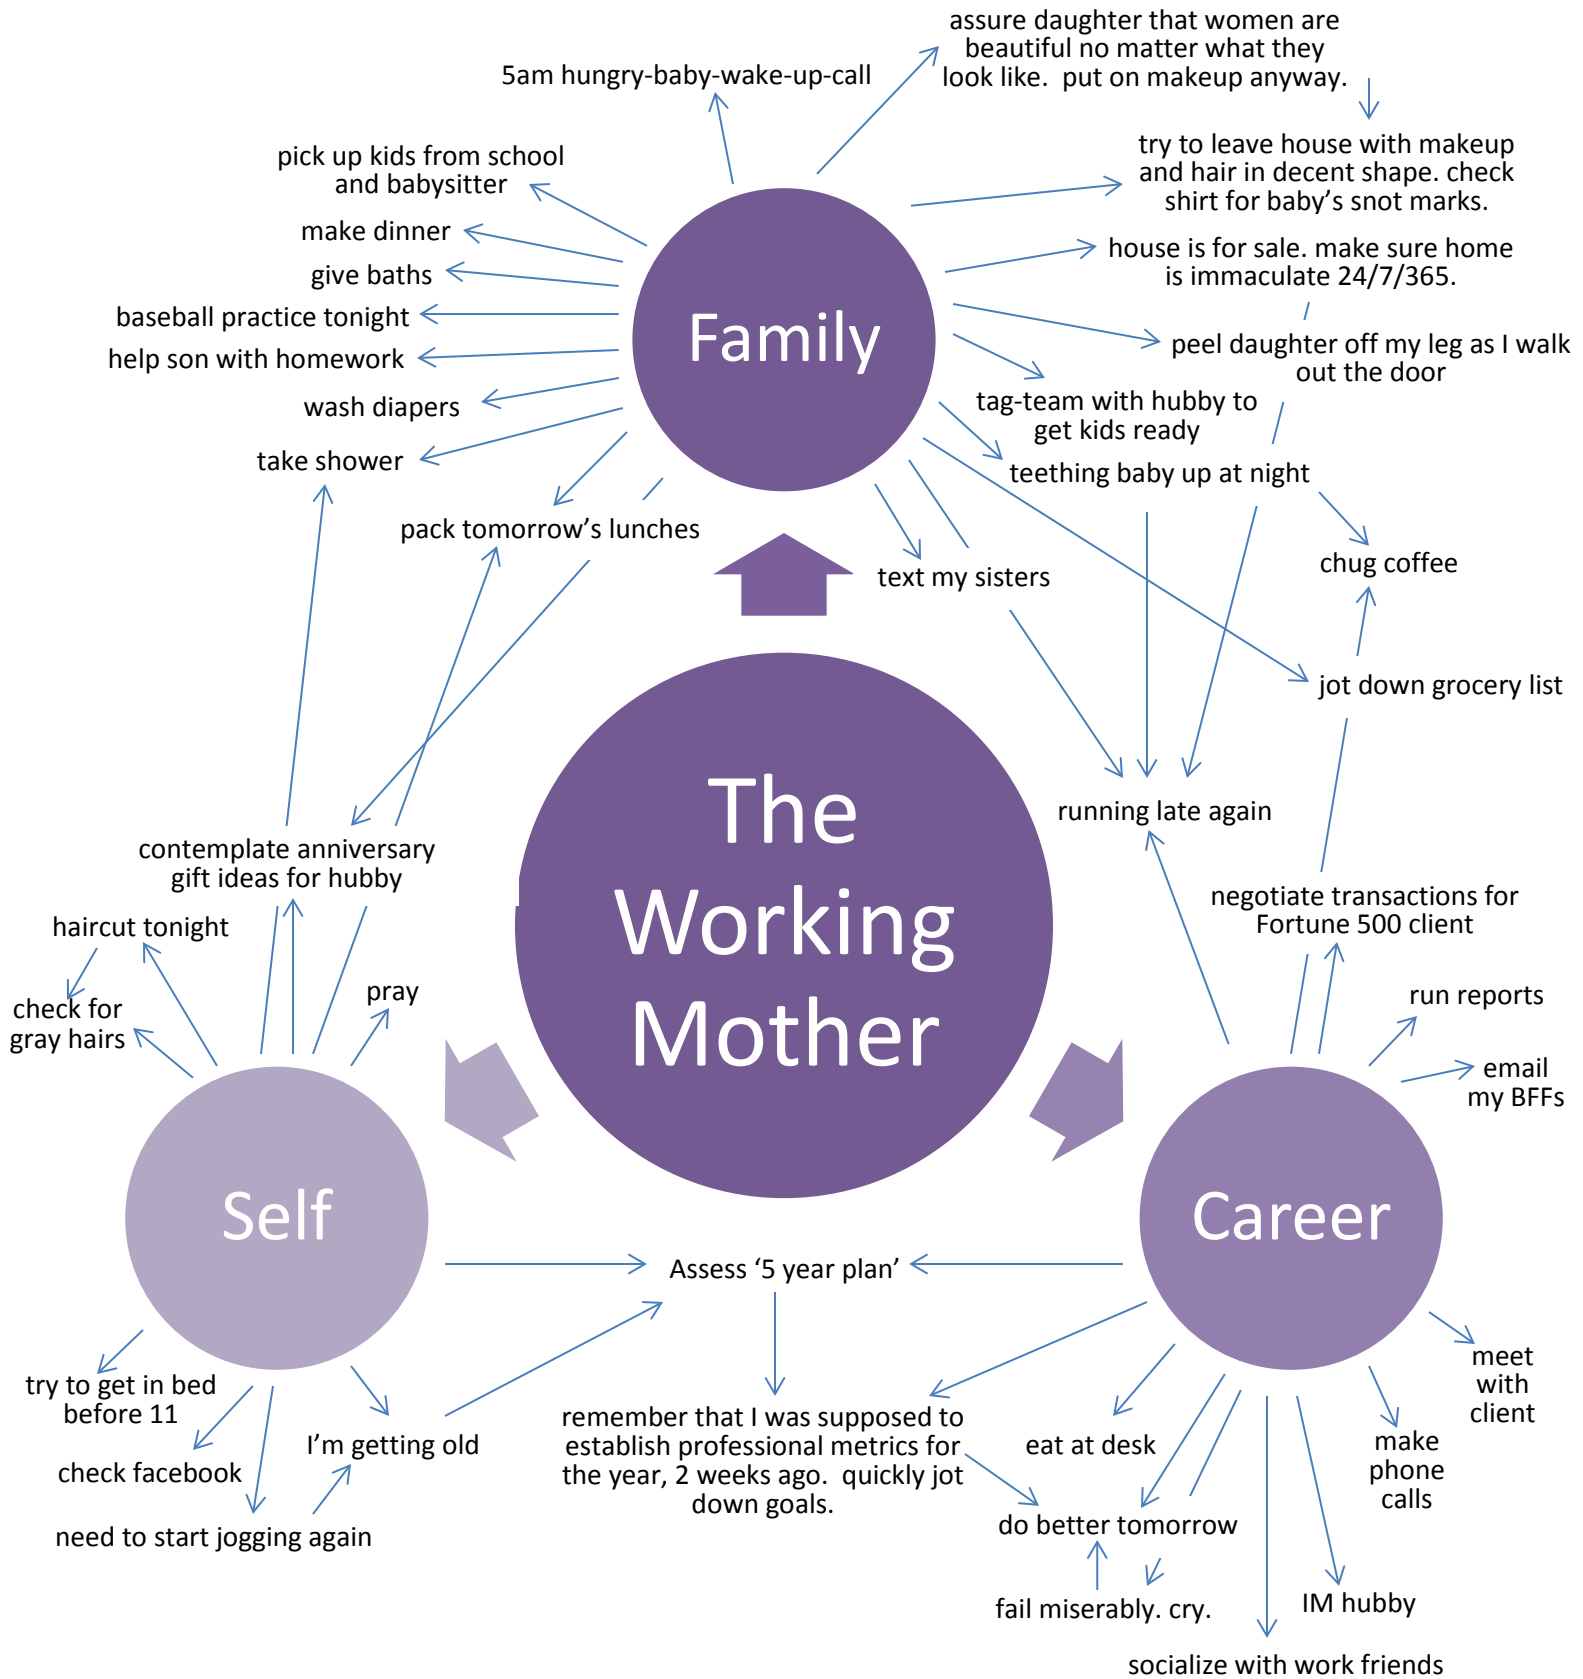 assure daughter that women are
beautiful no matter what they
look like.  put on makeup anyway.
5am hungry-baby-wake-up-call
try to leave house with makeup
and hair in decent shape. check
shirt for baby's snot marks.
pick up kids from school
and babysitter
make dinner
give baths
baseball practice tonight
help son with homework
wash diapers
take shower
pack tomorrow's lunches
Family
house is for sale. make sure home
is immaculate 24/7/365.
peel daughter off my leg as I walk
out the door
tag-team with hubby to
get kids ready
teething baby up at night
chug coffee
text my sisters
jot down grocery list
running late again
The
Working
Mother
contemplate anniversary
gift ideas for hubby
haircut tonight
check for
gray hairs
pray
negotiate transactions for
Fortune 500 client
run reports
email
my BFFs
Self
Career
Assess ‘5 year plan’
try to get in bed
before 11
check facebook
I'm getting old
need to start jogging again
remember that I was supposed to
establish professional metrics for
the year, 2 weeks ago.  quickly jot
down goals.
eat at desk
meet
with
client
make
phone
calls
do better tomorrow
fail miserably. cry.
IM hubby
socialize with work friends